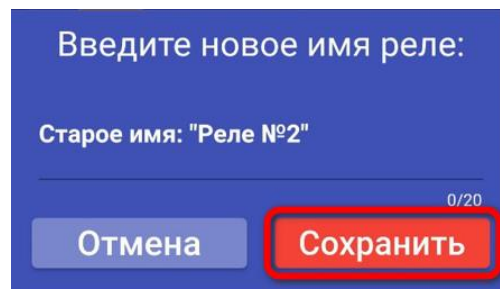 Введите новое имя реле:
Старое имя: "Реле №2"
0/20
Отмена
Сохранить